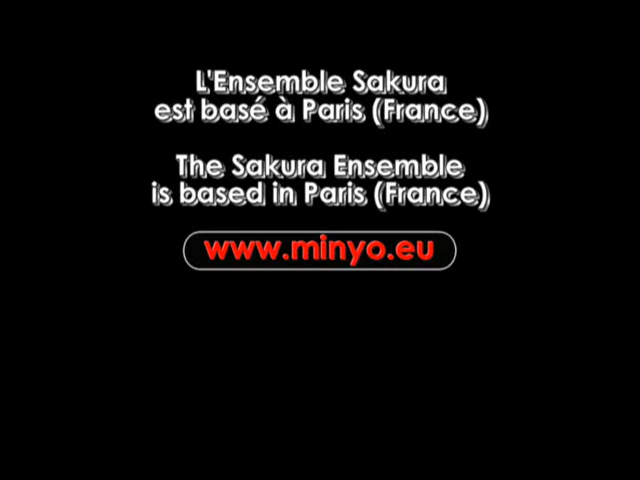 L'Ensemble Sakura
est basé à Paris (France)
The Sakura Ensemble
is based in Paris (France)
www.minyo.eu